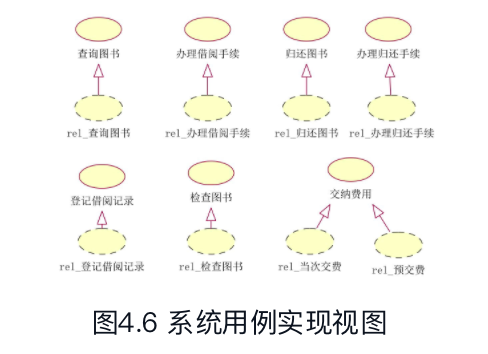 查询图书 办理借阅手续 归还图书 办理归还手续
rel_查询图书 rel_办理借阅手续 rel_归还图书 rel_办理归还手续
登记借阅记录 检查图书 交纳费用
rel_登记借阅记录 rel_检查图书 rel_当次交费 rel_预交费
图4.6 系统用例实现视图